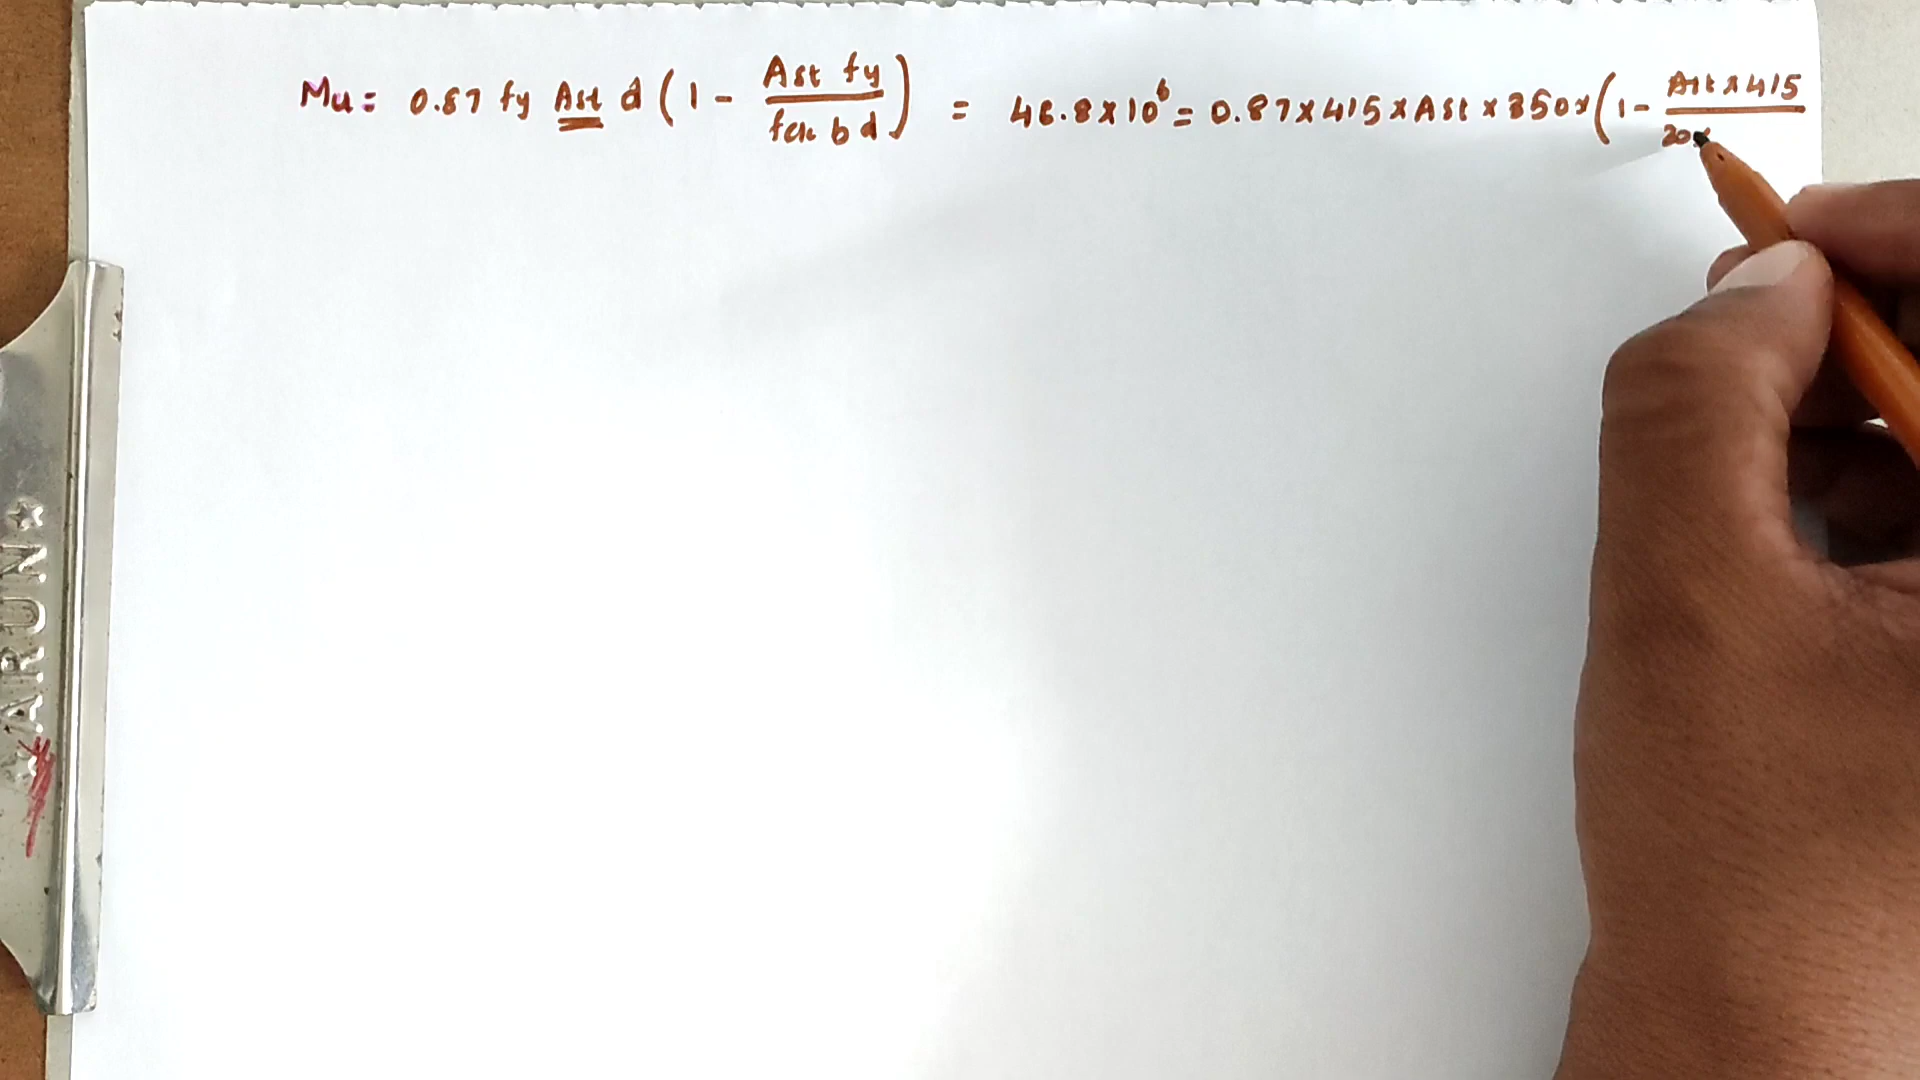 Mu = 0.87 fy Ast d (1 - Ast fy / fck b d) = 46.8 x 10^6 = 0.87 x 415 x Ast x 350 x (1 - Ast x 415 / 20x
ARUN